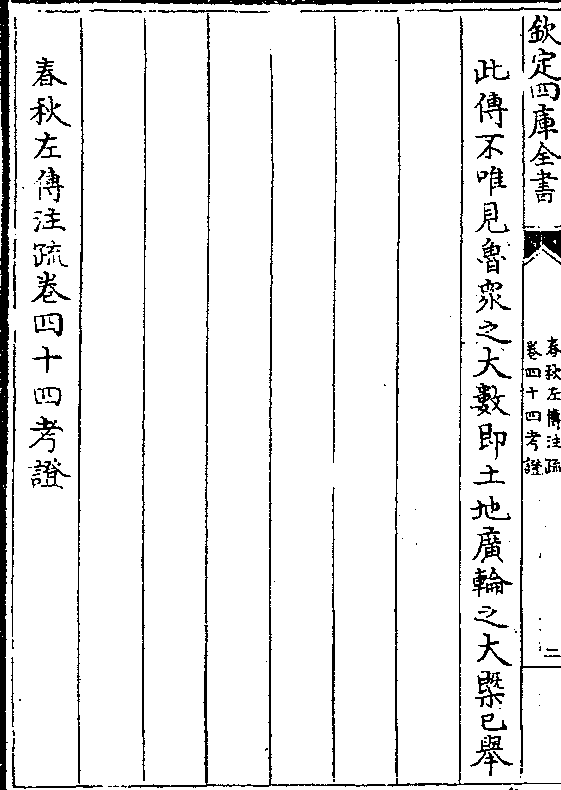 欽定四庫全書
春秋左傳注疏
卷四十四考證
二
此傳不唯見魯衆之大數即土地廣輪之大槩已舉
春秋左傳注疏卷四十四考證